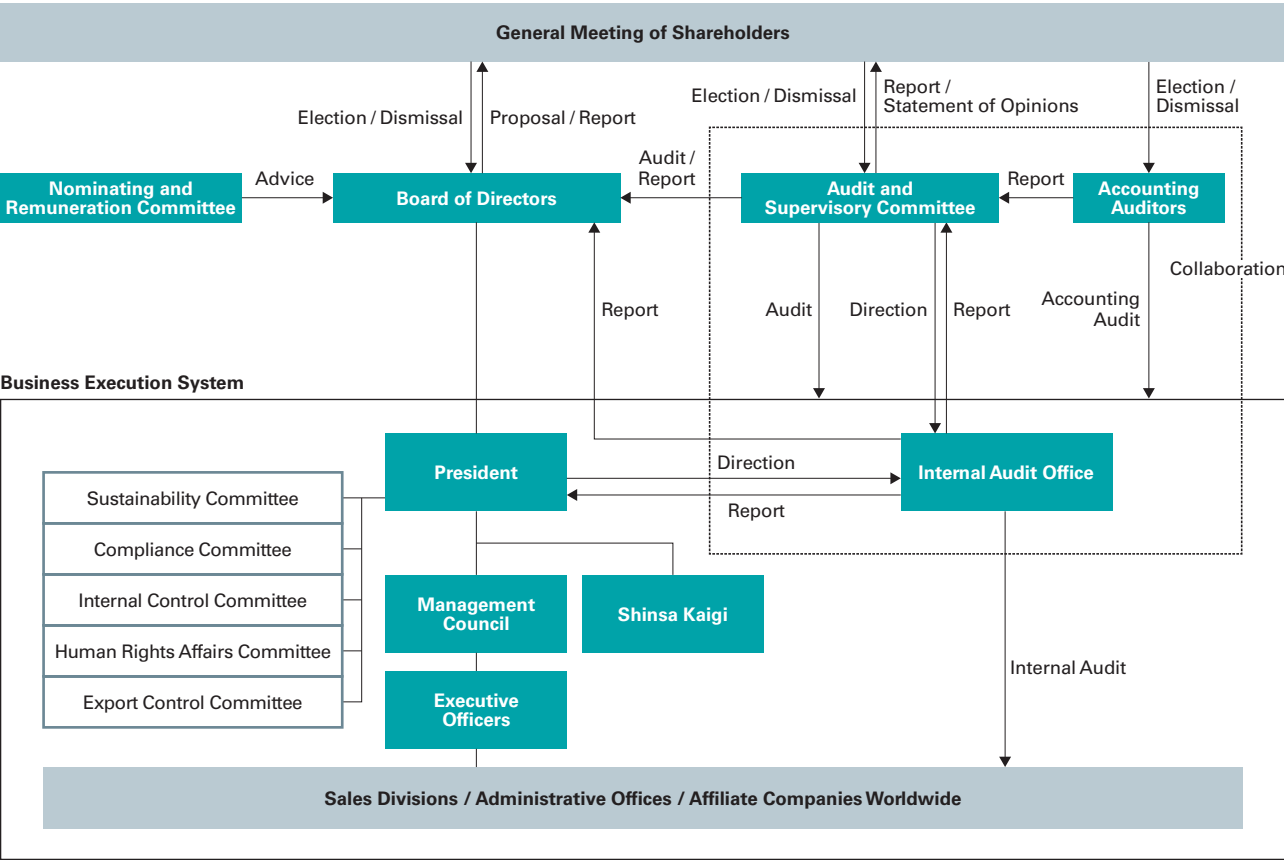 General Meeting of Shareholders
Election / Dismissal
Proposal / Report
Election / Dismissal
Report /
Statement of Opinions
Election /
Dismissal
Nominating and
Remuneration Committee
Advice
Board of Directors
Audit /
Report
Audit and
Supervisory Committee
Report
Accounting
Auditors
Collaboration
Report
Audit
Direction
Report
Accounting
Audit
Business Execution System
President
Direction
Report
Internal Audit Office
Sustainability Committee
Compliance Committee
Internal Control Committee
Human Rights Affairs Committee
Export Control Committee
Management
Council
Shinsa Kaigi
Executive
Officers
Internal Audit
Sales Divisions / Administrative Offices / Affiliate Companies Worldwide